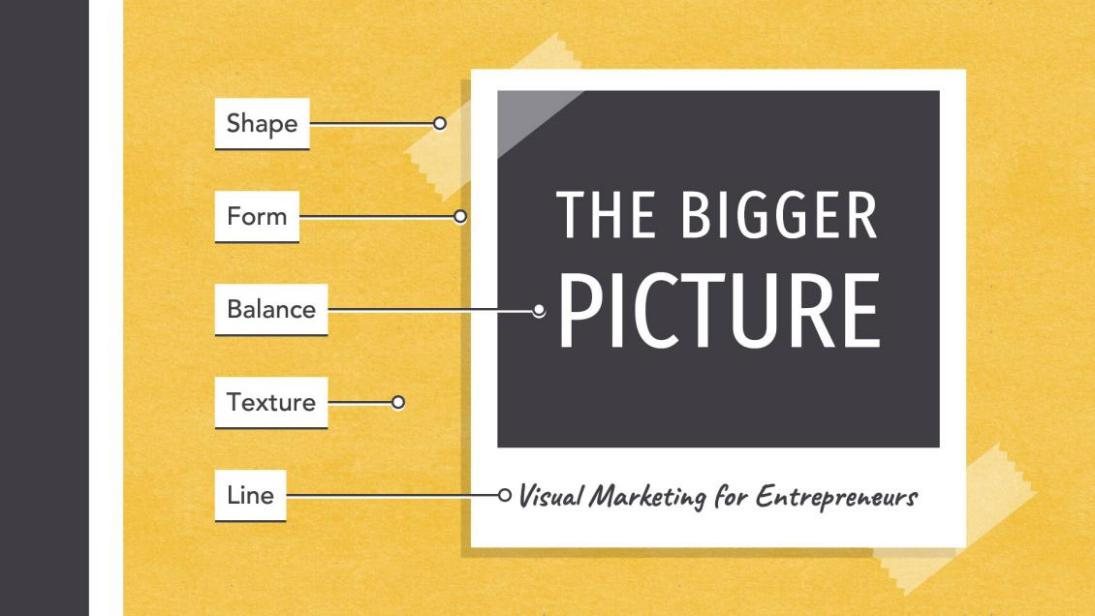 Shape
Form
Balance
Texture
Line
THE BIGGER
PICTURE
Visual Marketing for Entrepreneurs